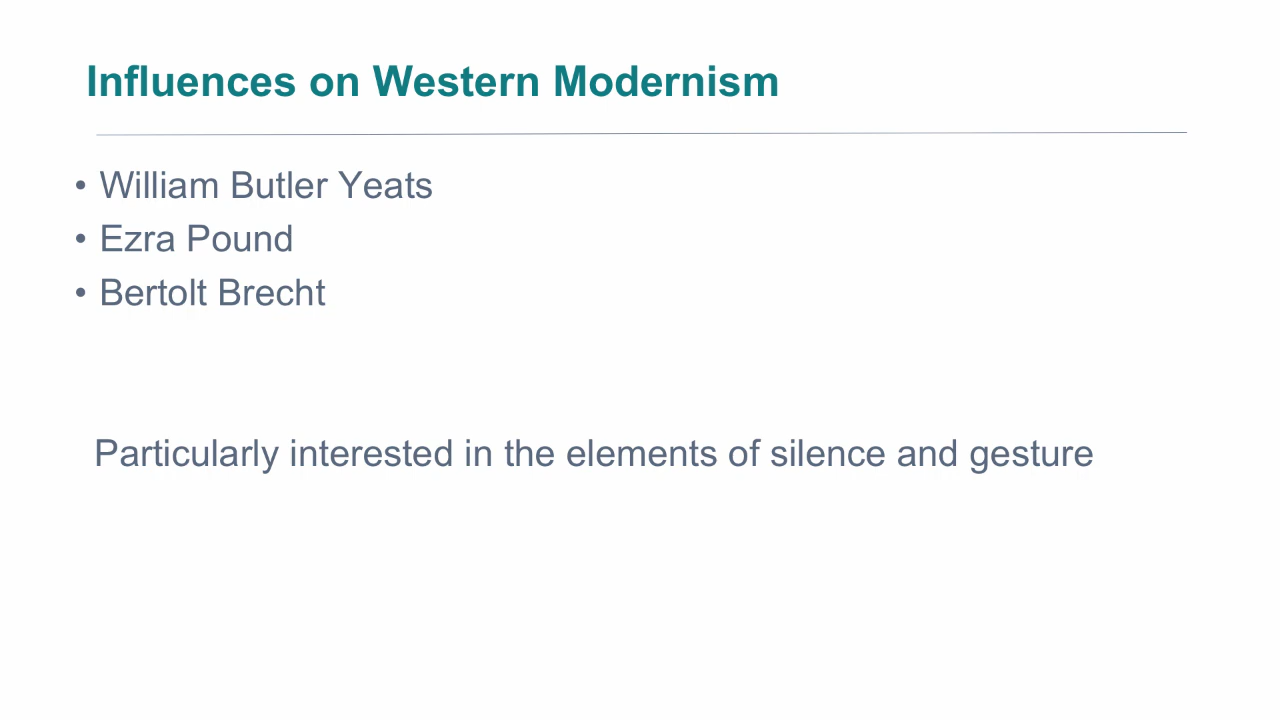 Influences on Western Modernism
• William Butler Yeats
• Ezra Pound
• Bertolt Brecht
Particularly interested in the elements of silence and gesture